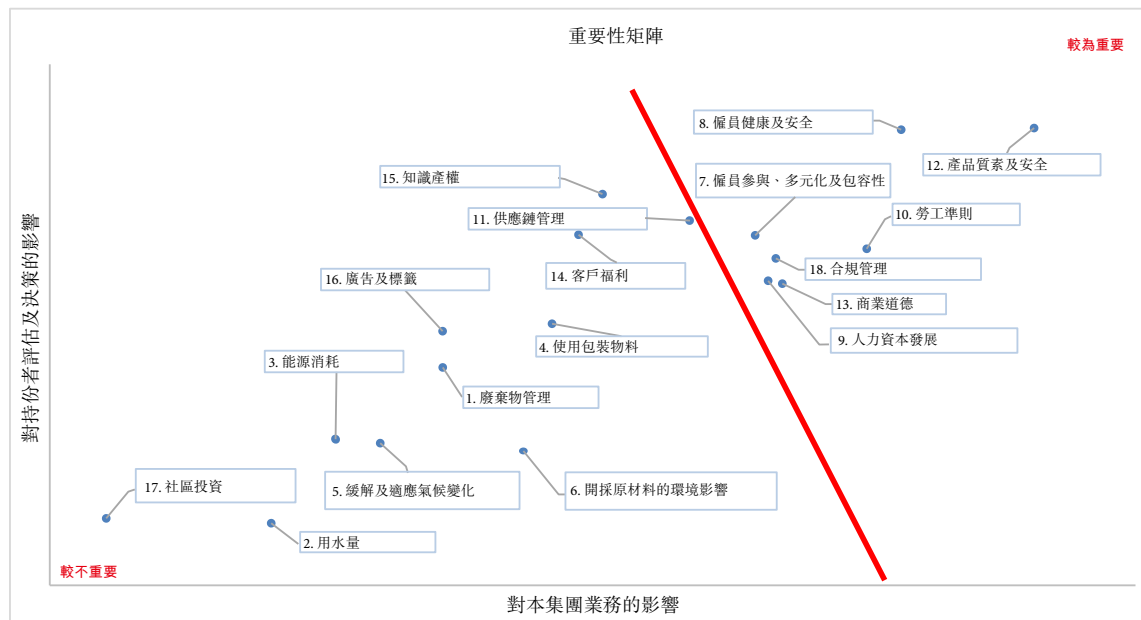 重要性矩陣
較為重要
8. 僱員健康及安全
12. 產品質素及安全
15. 知識產權
7. 僱員參與、多元化及包容性
11. 供應鏈管理
10. 勞工準則
14. 客戶福利
18. 合規管理
16. 廣告及標籤
13. 商業道德
9. 人力資本發展
4. 使用包裝物料
3. 能源消耗
1. 廢棄物管理
17. 社區投資
5. 緩解及適應氣候變化
6. 開採原材料的環境影響
2. 用水量
較不重要
對持份者評估及決策的影響
對本集團業務的影響